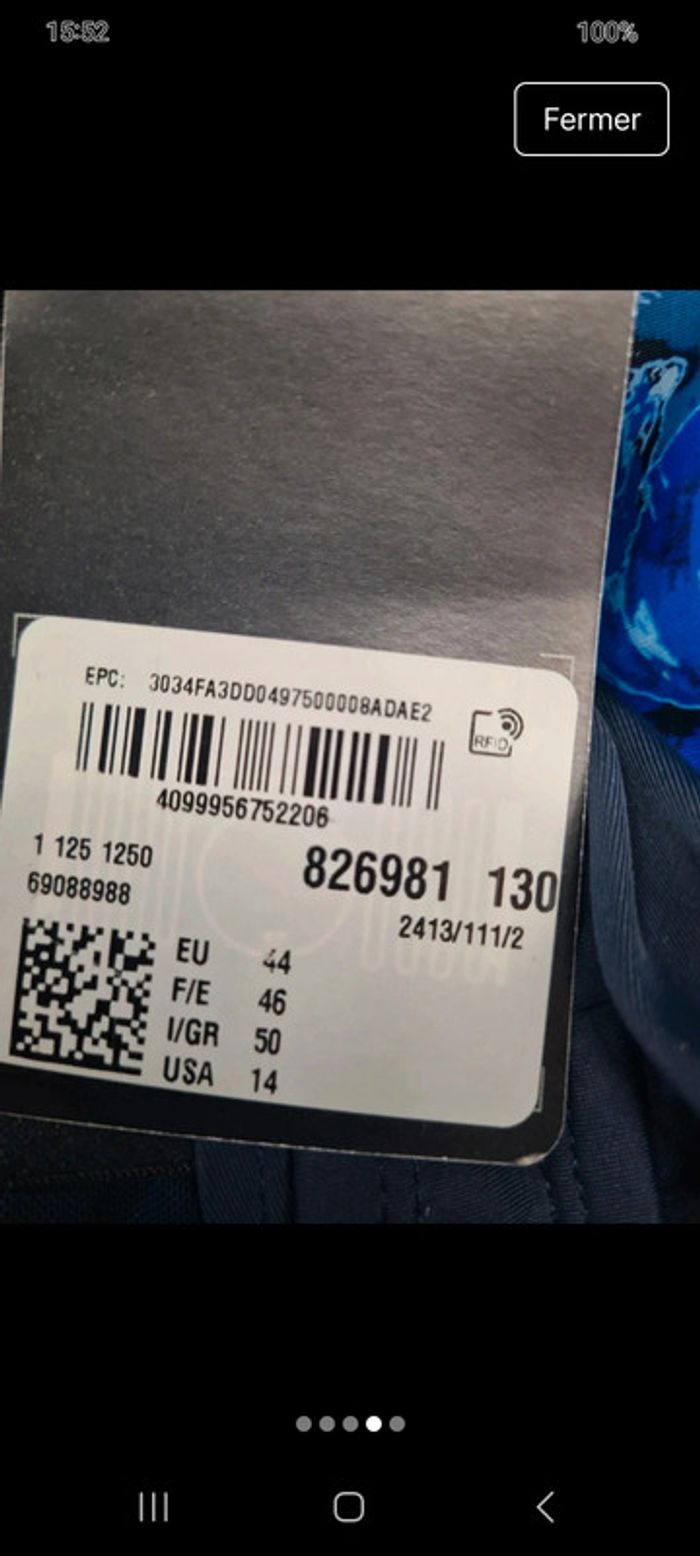 15:52 100%
Fermer
EPC: 3034FA3DD0497500008ADAE2
RFID
4099956752206
1 125 1250
69088988
826981 130
2413/111/2
EU 44
F/E 46
I/GR 50
USA 14